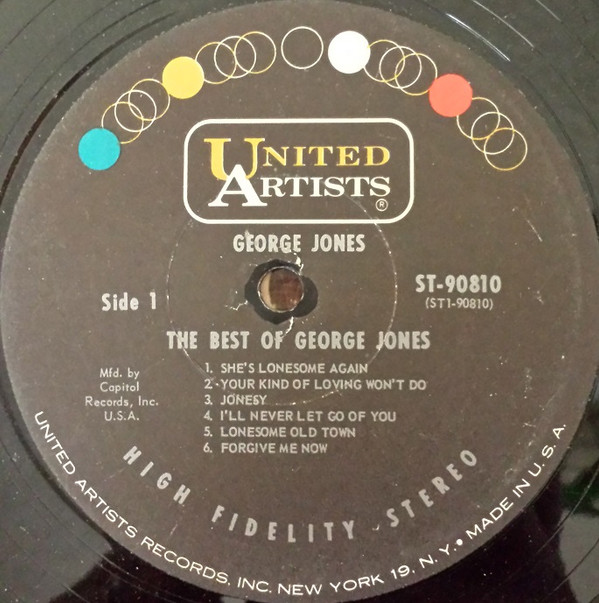 UNITED
ARTISTS
®
GEORGE JONES
Side 1
ST-90810
(ST1-90810)
THE BEST OF GEORGE JONES
1. SHE'S LONESOME AGAIN
2. YOUR KIND OF LOVING WON'T DO
3. JONESY
4. I'LL NEVER LET GO OF YOU
5. LONESOME OLD TOWN
6. FORGIVE ME NOW
Mfd. by
Capitol
Records, Inc.
U.S.A.
HIGH FIDELITY - STEREO
UNITED ARTISTS RECORDS, INC. NEW YORK 19, N.Y. • MADE IN U.S.A.